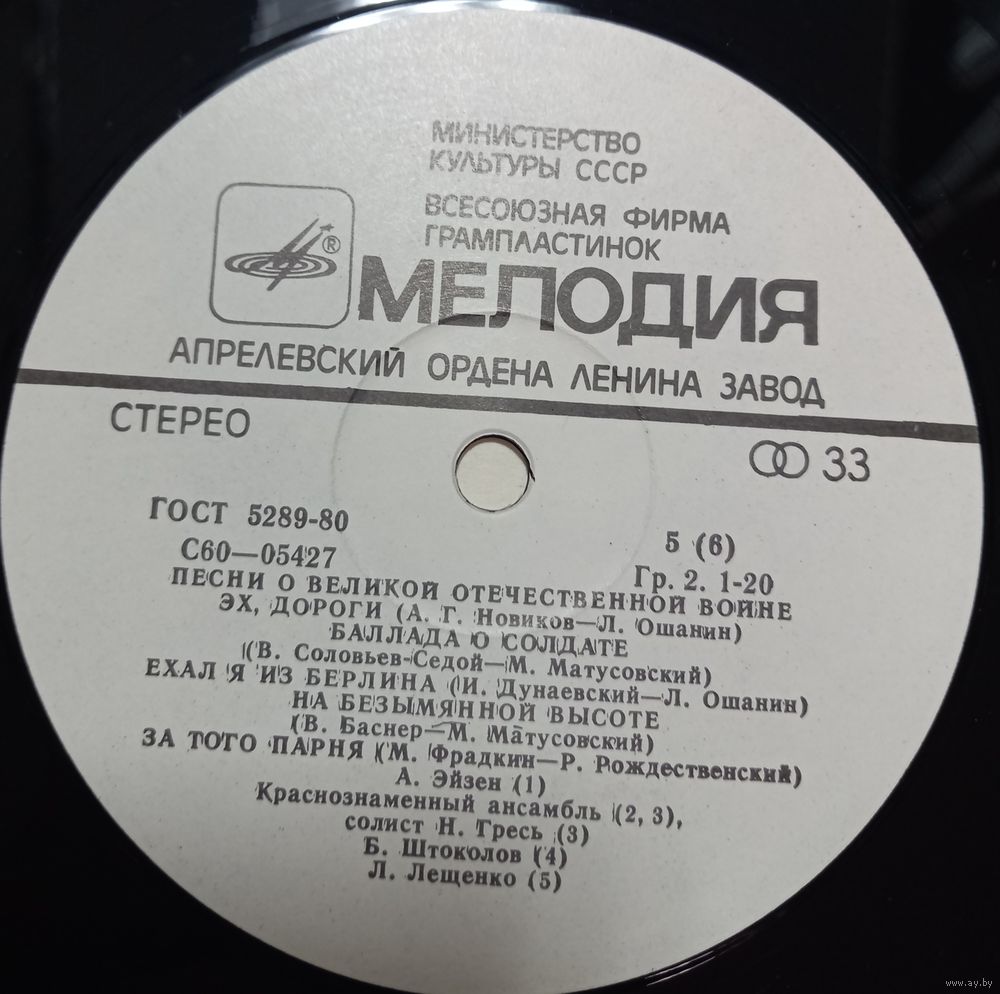 МИНИСТЕРСТВО
КУЛЬТУРЫ СССР
ВСЕСОЮЗНАЯ ФИРМА
ГРАМПЛАСТИНОК
®
МЕЛОДИЯ
АПРЕЛЕВСКИЙ ОРДЕНА ЛЕНИНА ЗАВОД
СТЕРЕО
33
ГОСТ 5289-80
5 (6)
С60—05427
Гр. 2. 1-20
ПЕСНИ О ВЕЛИКОЙ ОТЕЧЕСТВЕННОЙ ВОЙНЕ
ЭХ, ДОРОГИ (А. Г. Новиков—Л. Ошанин)
БАЛЛАДА О СОЛДАТЕ
(В. Соловьев-Седой—М. Матусовский)
ЕХАЛ Я ИЗ БЕРЛИНА (И. Дунаевский—Л. Ошанин)
НА БЕЗЫМЯННОЙ ВЫСОТЕ
(В. Баснер—М. Матусовский)
ЗА ТОГО ПАРНЯ (М. Фрадкин—Р. Рождественский)
А. Эйзен (1)
Краснознаменный ансамбль (2, 3),
солист Н. Гресь (3)
Б. Штоколов (4)
Л. Лещенко (5)
www.ay.by